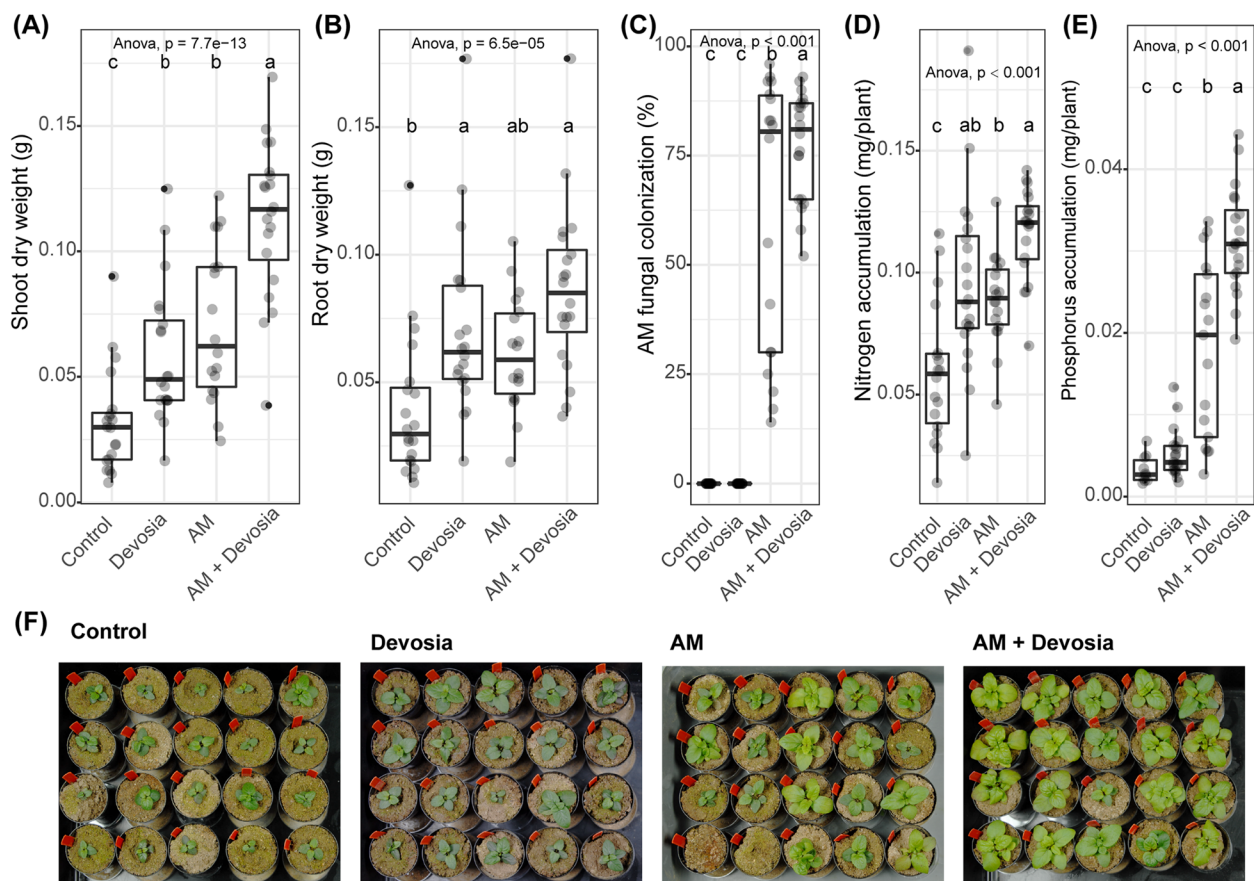 (A)
Anova, p = 7.7e−13
c b b a
Shoot dry weight (g)
0.15
0.10
0.05
0.00
Control
Devosia
AM
AM + Devosia
(B)
Anova, p = 6.5e−05
b a ab a
Root dry weight (g)
0.15
0.10
0.05
Control
Devosia
AM
AM + Devosia
(C)
Anova, p < 0.001
c c b a
AM fungal colonization (%)
100
75
50
25
0
Control
Devosia
AM
AM + Devosia
(D)
Anova, p < 0.001
c ab b a
Nitrogen accumulation (mg/plant)
0.15
0.10
0.05
Control
Devosia
AM
AM + Devosia
(E)
Anova, p < 0.001
c c b a
Phosphorus accumulation (mg/plant)
0.04
0.02
0.00
Control
Devosia
AM
AM + Devosia
(F)
Control
Devosia
AM
AM + Devosia